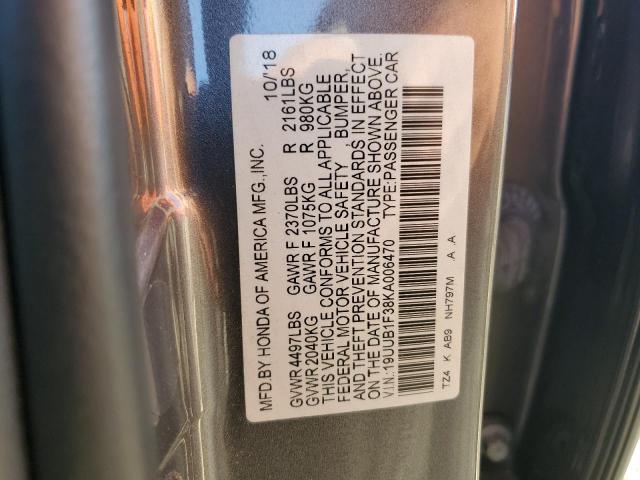 MFD.BY HONDA OF AMERICA MFG.,INC. 10/'18
GVWR 4497LBS GAWR F 2370LBS R 2161LBS
GVWR 2040KG GAWR F 1075KG R 980KG
THIS VEHICLE CONFORMS TO ALL APPLICABLE
FEDERAL MOTOR VEHICLE SAFETY , BUMPER,
AND THEFT PREVENTION STANDARDS IN EFFECT
ON THE DATE OF MANUFACTURE SHOWN ABOVE.
V.I.N.:19UUB1F38KA006470 TYPE:PASSENGER CAR
TZ4 K AB9 NH797M A A